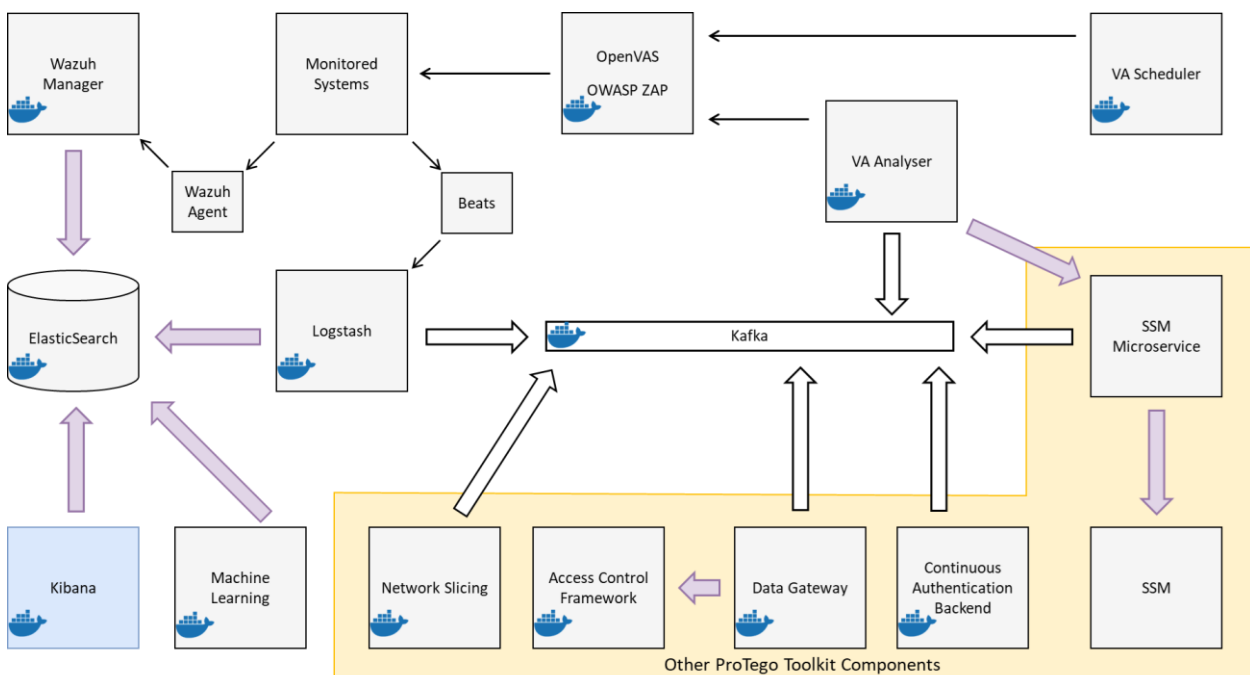 Wazuh
Manager
Monitored
Systems
OpenVAS
OWASP ZAP
VA Scheduler
VA Analyser
Wazuh
Agent
Beats
ElasticSearch
Logstash
Kafka
SSM
Microservice
Kibana
Machine
Learning
Network Slicing
Access Control
Framework
Data Gateway
Continuous
Authentication
Backend
SSM
Other ProTego Toolkit Components